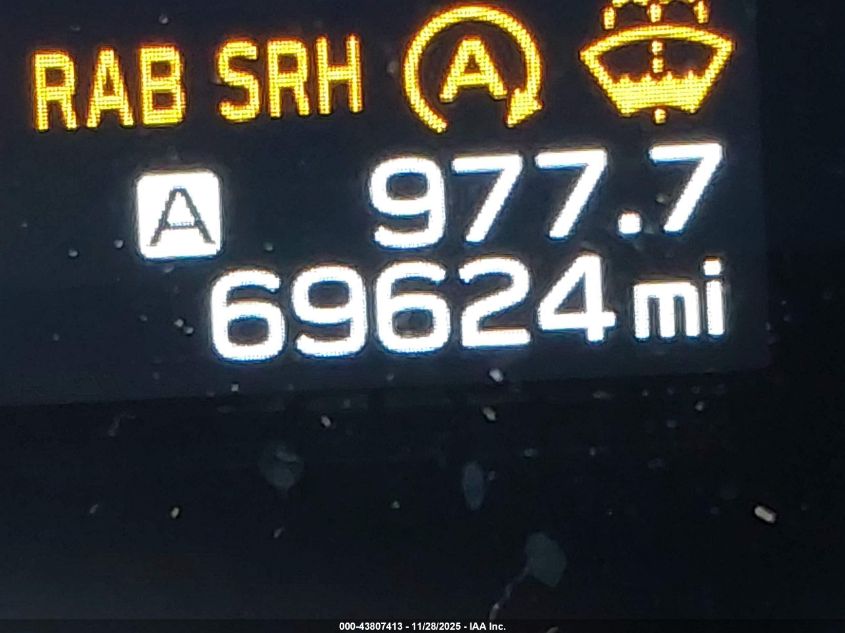 RAB SRH A
A 977.7
69624 mi
000-43807413 - 11/28/2025 - IAA Inc.